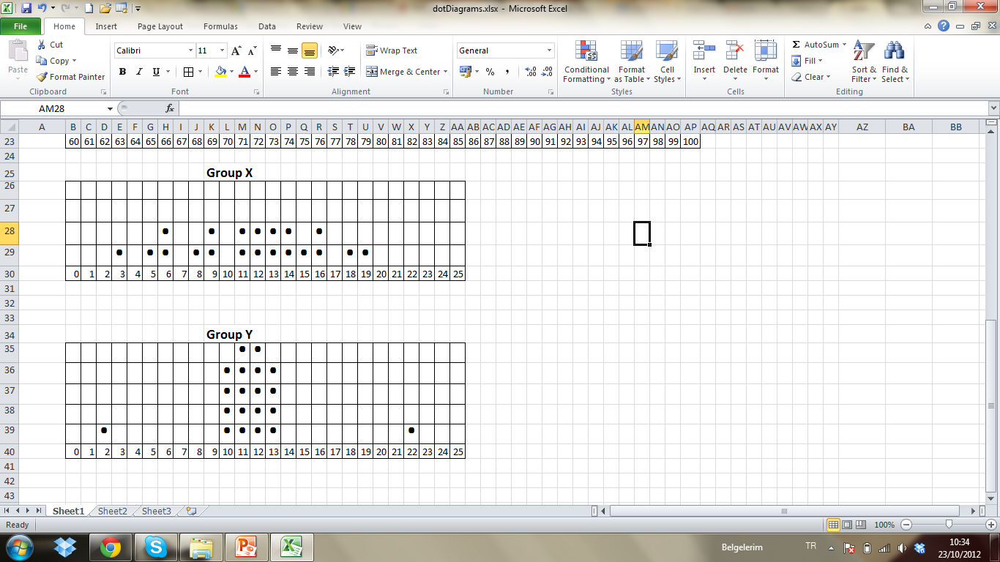 dotDiagrams.xlsx - Microsoft Excel
File Home Insert Page Layout Formulas Data Review View
Paste Cut Copy Format Painter Clipboard
Calibri 11 A A B I U A Font
Wrap Text Merge & Center Alignment
General % , .00 .00 Number
Conditional Formatting Format as Table Cell Styles Styles
Insert Delete Format Cells
Σ AutoSum Fill Clear Sort & Filter Find & Select Editing
AM28 fx
A B C D E F G H I J K L M N O P Q R S T U V W X Y Z AA AB AC AD AE AF AG AH AI AJ AK AL AM AN AO AP AQ AR AS AT AU AV AW AX AY AZ BA BB
23 60 61 62 63 64 65 66 67 68 69 70 71 72 73 74 75 76 77 78 79 80 81 82 83 84 85 86 87 88 89 90 91 92 93 94 95 96 97 98 99 100
24
25 Group X
26
27
28
29
30 0 1 2 3 4 5 6 7 8 9 10 11 12 13 14 15 16 17 18 19 20 21 22 23 24 25
31
32
33
34 Group Y
35
36
37
38
39
40 0 1 2 3 4 5 6 7 8 9 10 11 12 13 14 15 16 17 18 19 20 21 22 23 24 25
41
42
43
Sheet1 Sheet2 Sheet3
Ready 100%
Belgelerim TR 10:34
23/10/2012